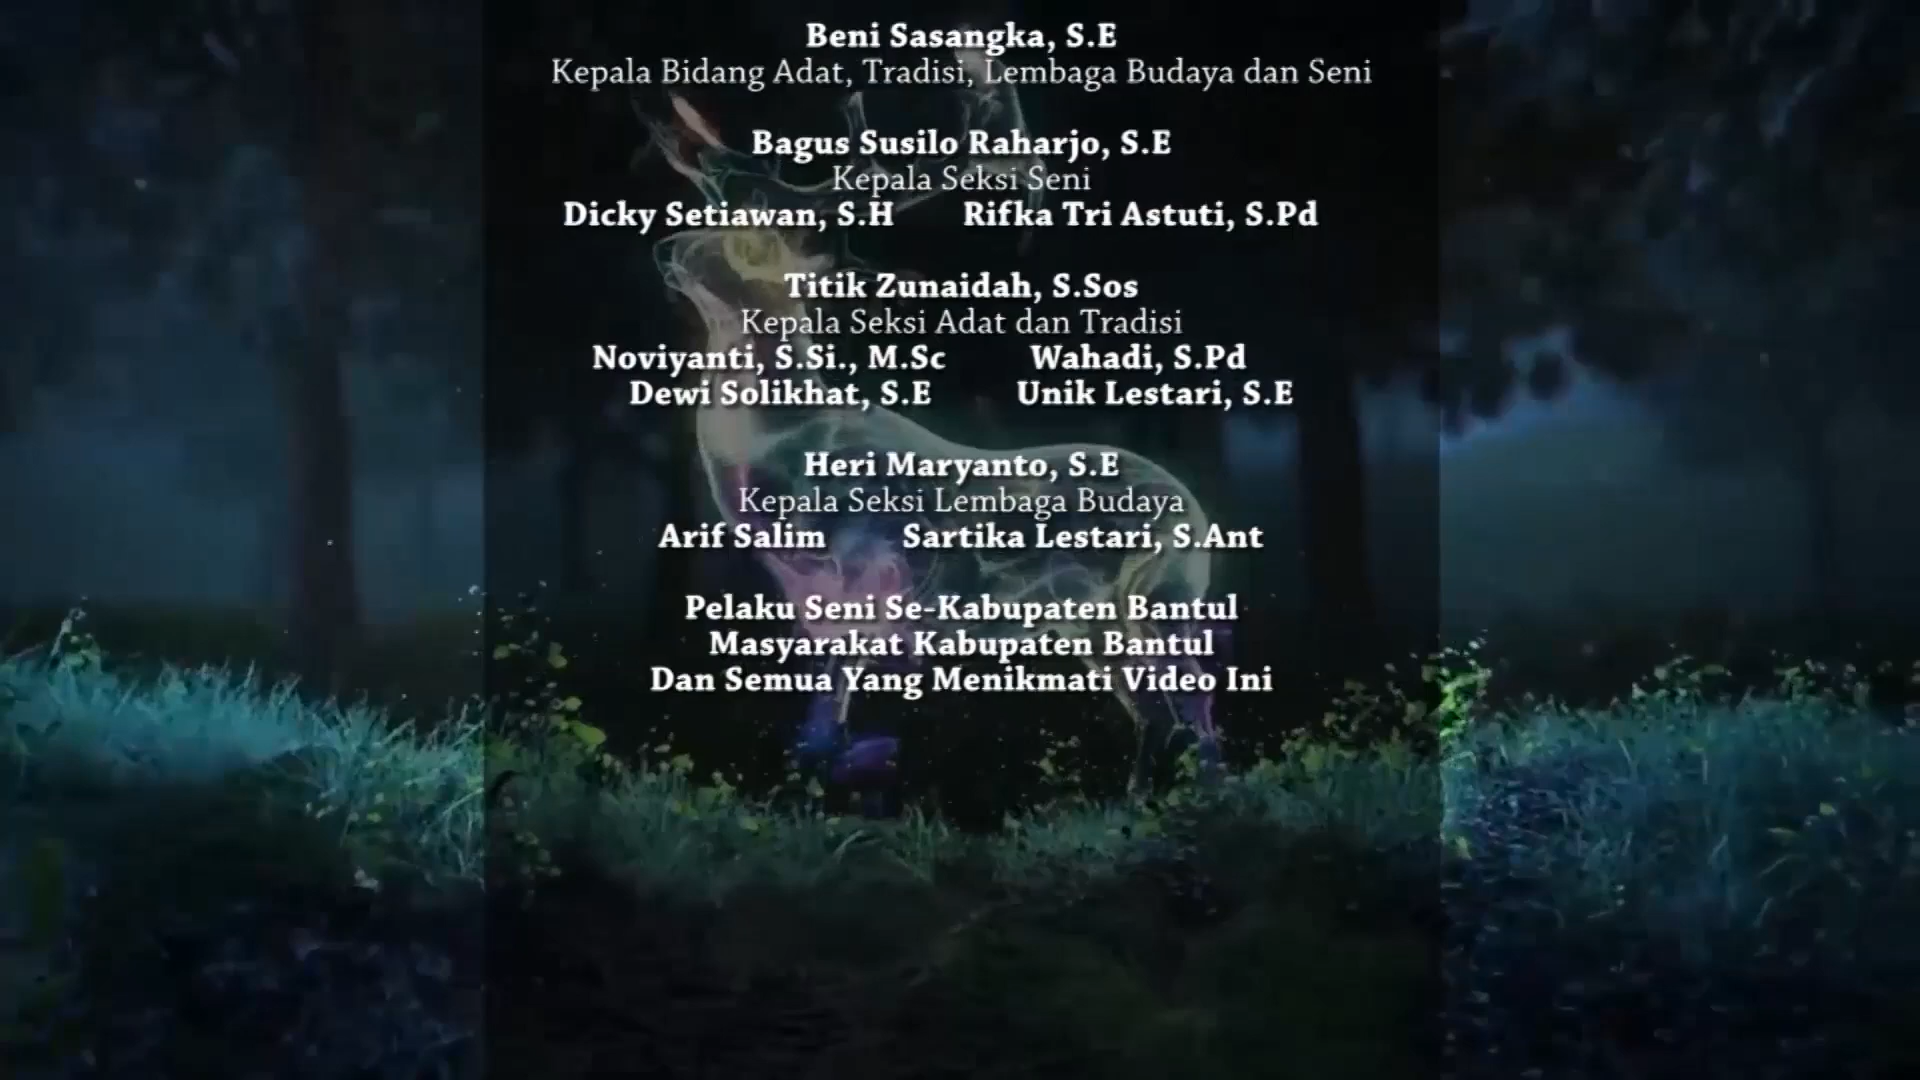 Beni Sasangka, S.E
Kepala Bidang Adat, Tradisi, Lembaga Budaya dan Seni
Bagus Susilo Raharjo, S.E
Kepala Seksi Seni
Dicky Setiawan, S.H Rifka Tri Astuti, S.Pd
Titik Zunaidah, S.Sos
Kepala Seksi Adat dan Tradisi
Noviyanti, S.Si., M.Sc Wahadi, S.Pd
Dewi Solikhat, S.E Unik Lestari, S.E
Heri Maryanto, S.E
Kepala Seksi Lembaga Budaya
Arif Salim Sartika Lestari, S.Ant
Pelaku Seni Se-Kabupaten Bantul
Masyarakat Kabupaten Bantul
Dan Semua Yang Menikmati Video Ini